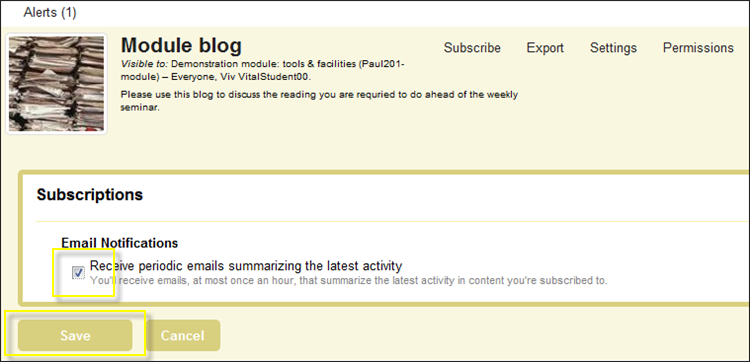 Alerts (1)
Module blog
Subscribe Export Settings Permissions
Visible to: Demonstration module: tools & facilities (Paul201-
module) – Everyone, Viv VitalStudent00.
Please use this blog to discuss the reading you are requried to do ahead of the weekly
seminar.
Subscriptions
Email Notifications
Receive periodic emails summarizing the latest activity
You'll receive emails, at most once an hour, that summarize the latest activity in content you're subscribed to.
Save Cancel